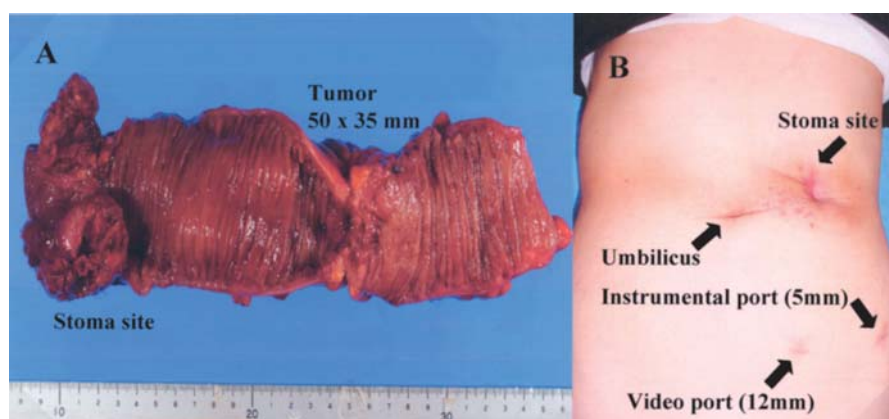 A
Tumor
50 x 35 mm
Stoma site
10
20
30
B
Stoma site
Umbilicus
Instrumental port (5mm)
Video port (12mm)